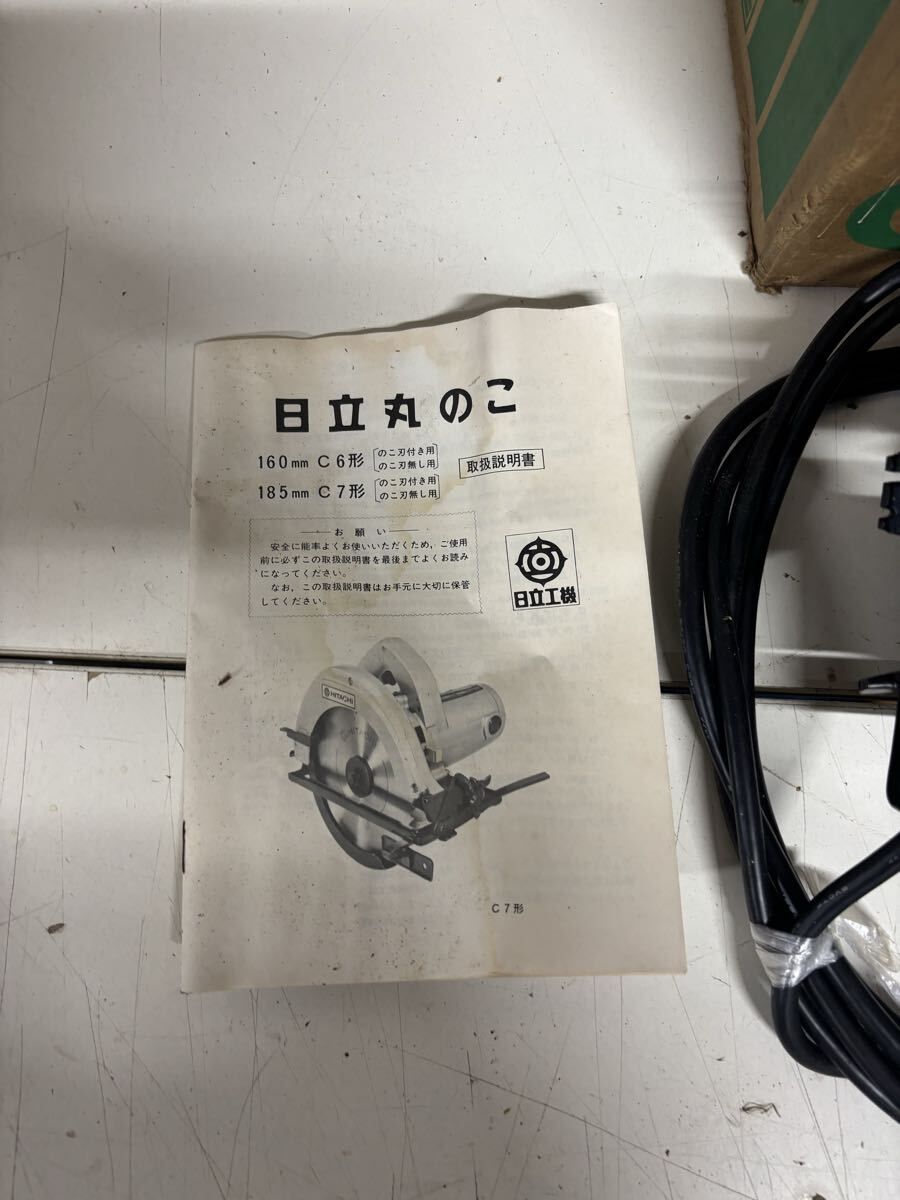 日立丸のこ
160mm C6形 (のこ刃付き用 のこ刃無し用)
185mm C7形 (のこ刃付き用 のこ刃無し用)
取扱説明書
お願い
安全に能率よくお使いいただくため,ご使用
前に必ずこの取扱説明書を最後までよくお読み
になってください。
なお,この取扱説明書はお手元に大切に保管
してください。
日立工機
HITACHI
HITACHI
C7形